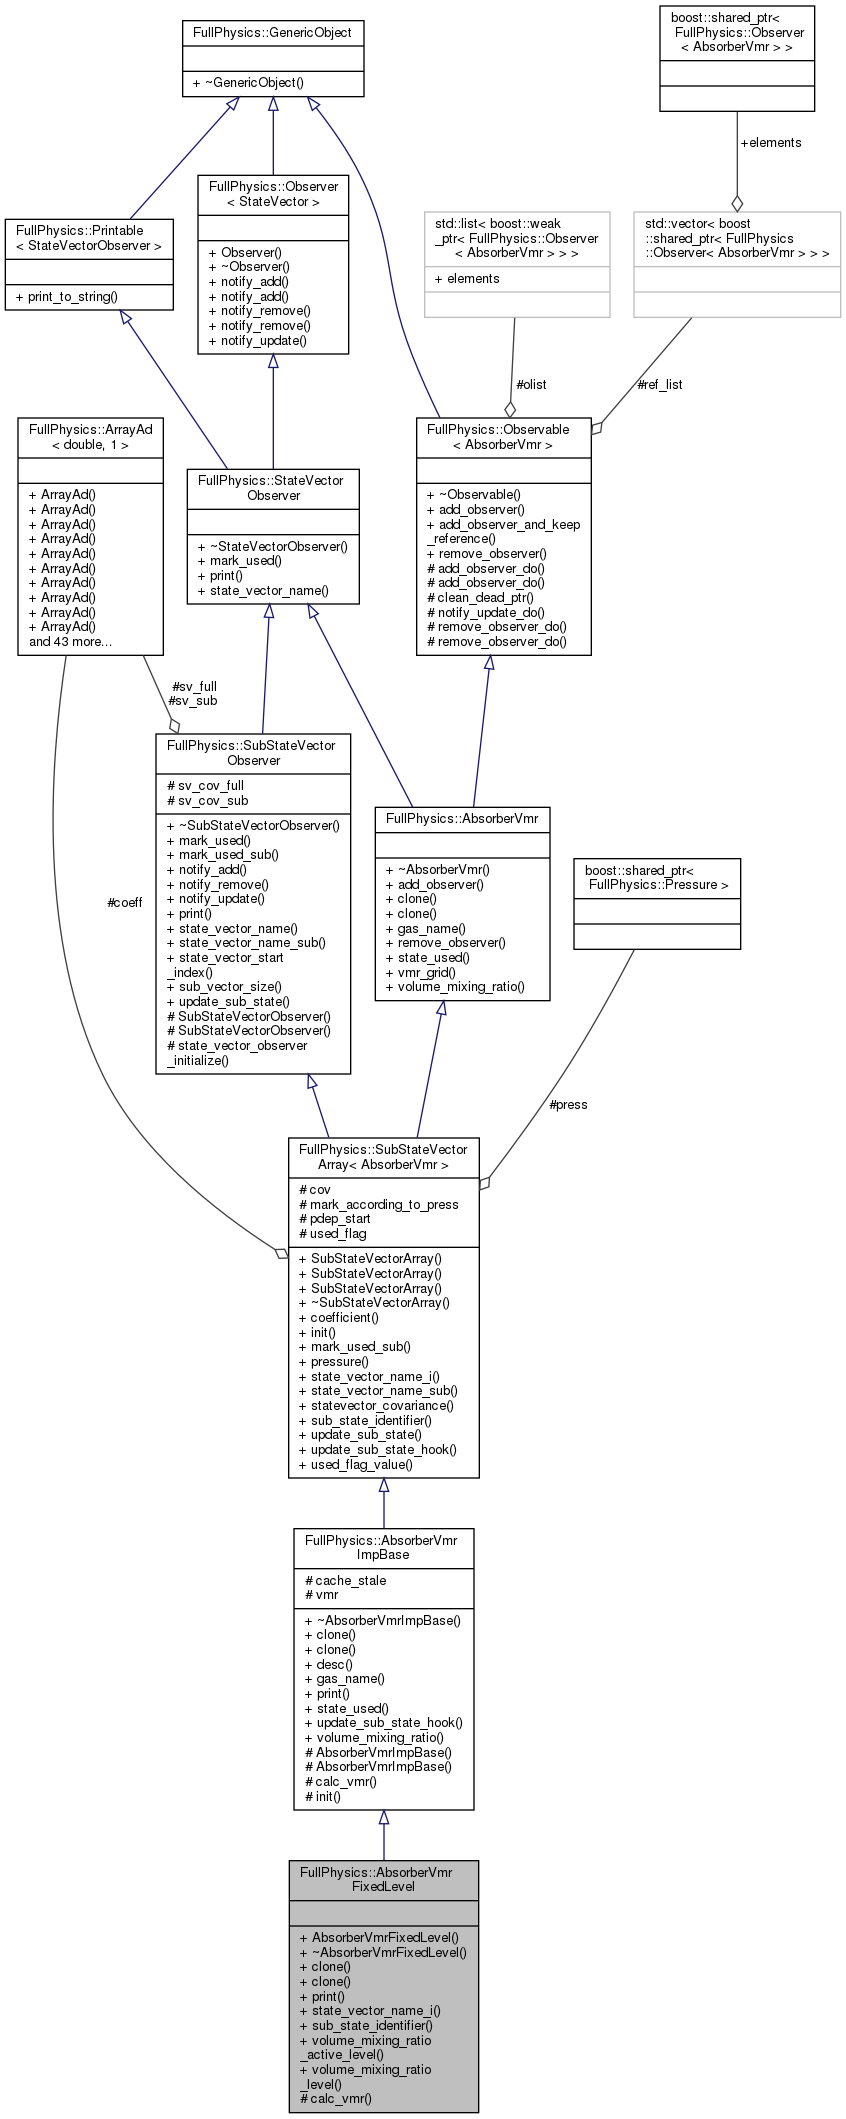 FullPhysics::GenericObject
+ ~GenericObject()
boost::shared_ptr<
FullPhysics::Observer
< AbsorberVmr > >
+elements
FullPhysics::Observer
< StateVector >
+ Observer()
+ ~Observer()
+ notify_add()
+ notify_add()
+ notify_remove()
+ notify_remove()
+ notify_update()
FullPhysics::Printable
< StateVectorObserver >
+ print_to_string()
std::list< boost::weak
_ptr< FullPhysics::Observer
< AbsorberVmr > > >
+ elements
std::vector< boost
::shared_ptr< FullPhysics
::Observer< AbsorberVmr > > >
#olist
#ref_list
FullPhysics::ArrayAd
< double, 1 >
+ ArrayAd()
+ ArrayAd()
+ ArrayAd()
+ ArrayAd()
+ ArrayAd()
+ ArrayAd()
+ ArrayAd()
+ ArrayAd()
+ ArrayAd()
+ ArrayAd()
and 43 more...
FullPhysics::StateVector
Observer
+ ~StateVectorObserver()
+ mark_used()
+ print()
+ state_vector_name()
FullPhysics::Observable
< AbsorberVmr >
+ ~Observable()
+ add_observer()
+ add_observer_and_keep
_reference()
+ remove_observer()
# add_observer_do()
# add_observer_do()
# clean_dead_ptr()
# notify_update_do()
# remove_observer_do()
# remove_observer_do()
#sv_full
#sv_sub
FullPhysics::SubStateVector
Observer
# sv_cov_full
# sv_cov_sub
+ ~SubStateVectorObserver()
+ mark_used()
+ mark_used_sub()
+ notify_add()
+ notify_remove()
+ notify_update()
+ print()
+ state_vector_name()
+ state_vector_name_sub()
+ state_vector_start
_index()
+ sub_vector_size()
+ update_sub_state()
# SubStateVectorObserver()
# SubStateVectorObserver()
# state_vector_observer
_initialize()
FullPhysics::AbsorberVmr
+ ~AbsorberVmr()
+ add_observer()
+ clone()
+ clone()
+ gas_name()
+ remove_observer()
+ state_used()
+ vmr_grid()
+ volume_mixing_ratio()
boost::shared_ptr<
FullPhysics::Pressure >
#coeff
#press
FullPhysics::SubStateVector
Array< AbsorberVmr >
# cov
# mark_according_to_press
# pdep_start
# used_flag
+ SubStateVectorArray()
+ SubStateVectorArray()
+ SubStateVectorArray()
+ ~SubStateVectorArray()
+ coefficient()
+ init()
+ mark_used_sub()
+ pressure()
+ state_vector_name_i()
+ state_vector_name_sub()
+ statevector_covariance()
+ sub_state_identifier()
+ update_sub_state()
+ update_sub_state_hook()
+ used_flag_value()
FullPhysics::AbsorberVmr
ImpBase
# cache_stale
# vmr
+ ~AbsorberVmrImpBase()
+ clone()
+ clone()
+ desc()
+ gas_name()
+ print()
+ state_used()
+ update_sub_state_hook()
+ volume_mixing_ratio()
# AbsorberVmrImpBase()
# AbsorberVmrImpBase()
# calc_vmr()
# init()
FullPhysics::AbsorberVmr
FixedLevel
+ AbsorberVmrFixedLevel()
+ ~AbsorberVmrFixedLevel()
+ clone()
+ clone()
+ print()
+ state_vector_name_i()
+ sub_state_identifier()
+ volume_mixing_ratio
_active_level()
+ volume_mixing_ratio
_level()
# calc_vmr()